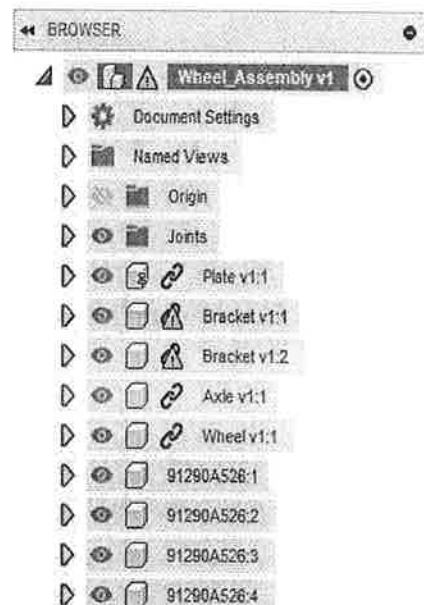 BROWSER
Wheel_Assembly v1
Document Settings
Named Views
Origin
Joints
Plate v1:1
Bracket v1:1
Bracket v1:2
Axle v1:1
Wheel v1:1
91290A526:1
91290A526:2
91290A526:3
91290A526:4